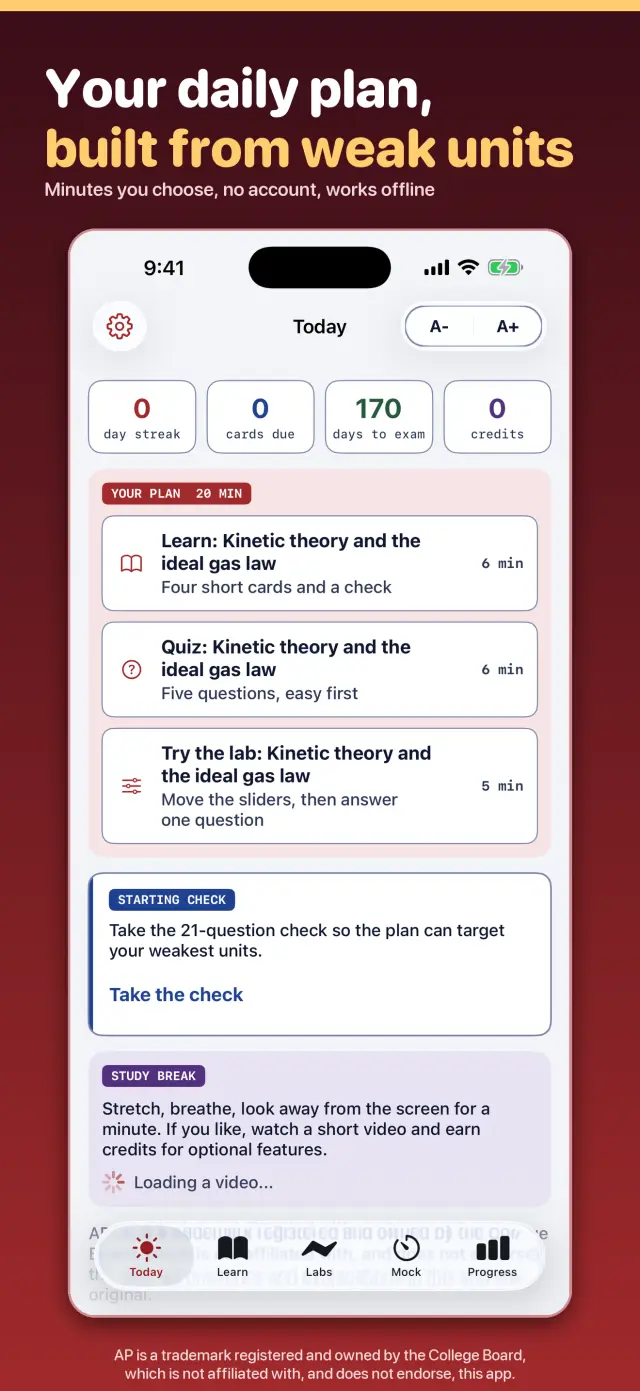 Your daily plan,
built from weak units
Minutes you choose, no account, works offline
9:41
Today
A- A+
0 0 170 0
day streak cards due days to exam credits
YOUR PLAN 20 MIN
Learn: Kinetic theory and the
ideal gas law
6 min
Four short cards and a check
Quiz: Kinetic theory and the
ideal gas law
6 min
Five questions, easy first
Try the lab: Kinetic theory and
the ideal gas law
5 min
Move the sliders, then answer
one question
STARTING CHECK
Take the 21-question check so the plan can target
your weakest units.
Take the check
STUDY BREAK
Stretch, breathe, look away from the screen for a
minute. If you like, watch a short video and earn
credits for optional features.
Loading a video...
Today Learn Labs Mock Progress
original.
AP is a trademark registered and owned by the College Board,
which is not affiliated with, and does not endorse, this app.